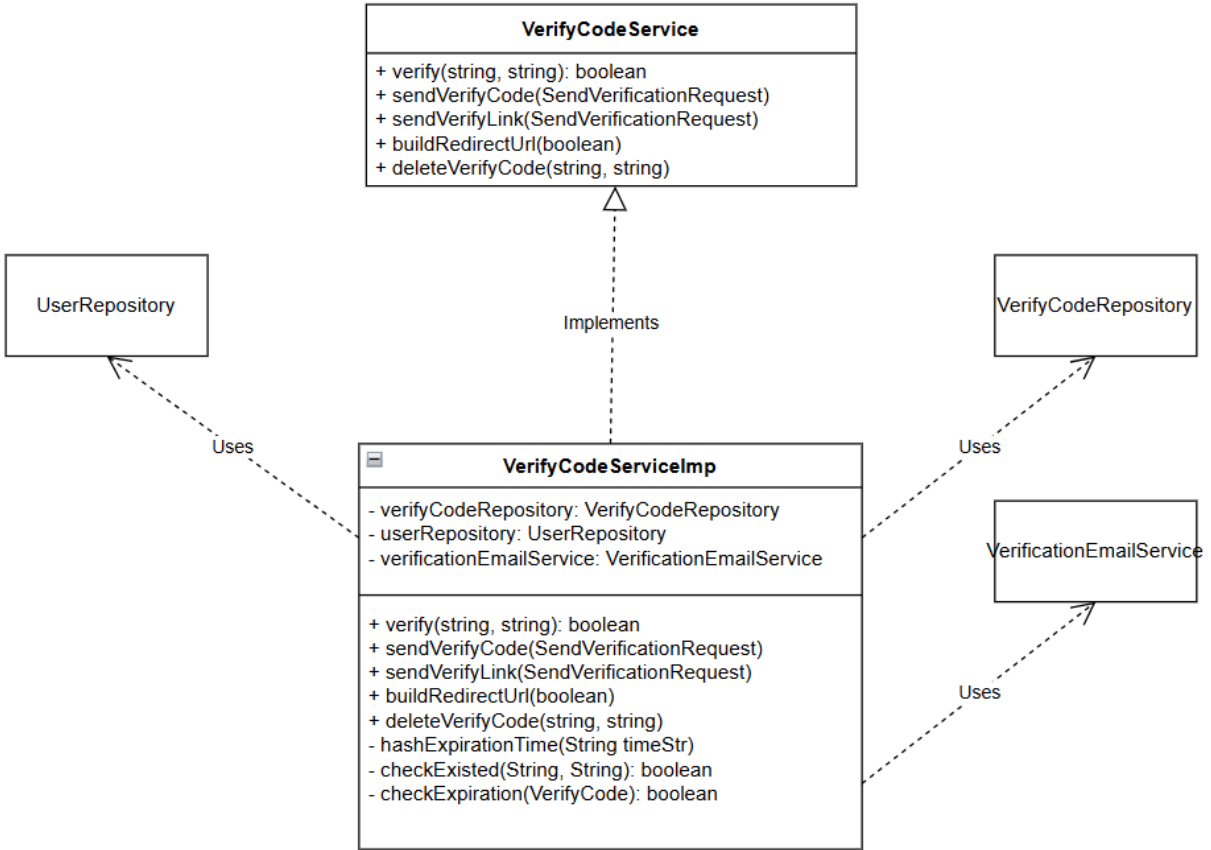 VerifyCodeService
+ verify(string, string): boolean
+ sendVerifyCode(SendVerificationRequest)
+ sendVerifyLink(SendVerificationRequest)
+ buildRedirectUrl(boolean)
+ deleteVerifyCode(string, string)
UserRepository
VerifyCodeRepository
Implements
Uses
Uses
VerifyCodeServiceImp
- verifyCodeRepository: VerifyCodeRepository
- userRepository: UserRepository
- verificationEmailService: VerificationEmailService
VerificationEmailService
+ verify(string, string): boolean
+ sendVerifyCode(SendVerificationRequest)
+ sendVerifyLink(SendVerificationRequest)
+ buildRedirectUrl(boolean)
+ deleteVerifyCode(string, string)
- hashExpirationTime(String timeStr)
- checkExisted(String, String): boolean
- checkExpiration(VerifyCode): boolean
Uses